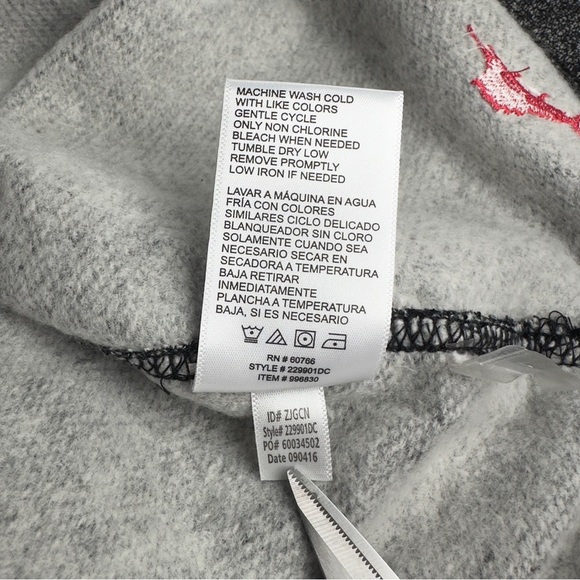 MACHINE WASH COLD
WITH LIKE COLORS
GENTLE CYCLE
ONLY NON CHLORINE
BLEACH WHEN NEEDED
TUMBLE DRY LOW
REMOVE PROMPTLY
LOW IRON IF NEEDED
LAVAR A MÁQUINA EN AGUA
FRÍA CON COLORES
SIMILARES CICLO DELICADO
BLANQUEADOR SIN CLORO
SOLAMENTE CUANDO SEA
NECESARIO SECAR EN
SECADORA A TEMPERATURA
BAJA RETIRAR
INMEDIATAMENTE
PLANCHA A TEMPERATURA
BAJA, SI ES NECESARIO
RN # 60766
STYLE # 229901DC
ITEM # 996830
ID# ZJGCN
Style# 229901DC
PO# 60034502
Date 090416